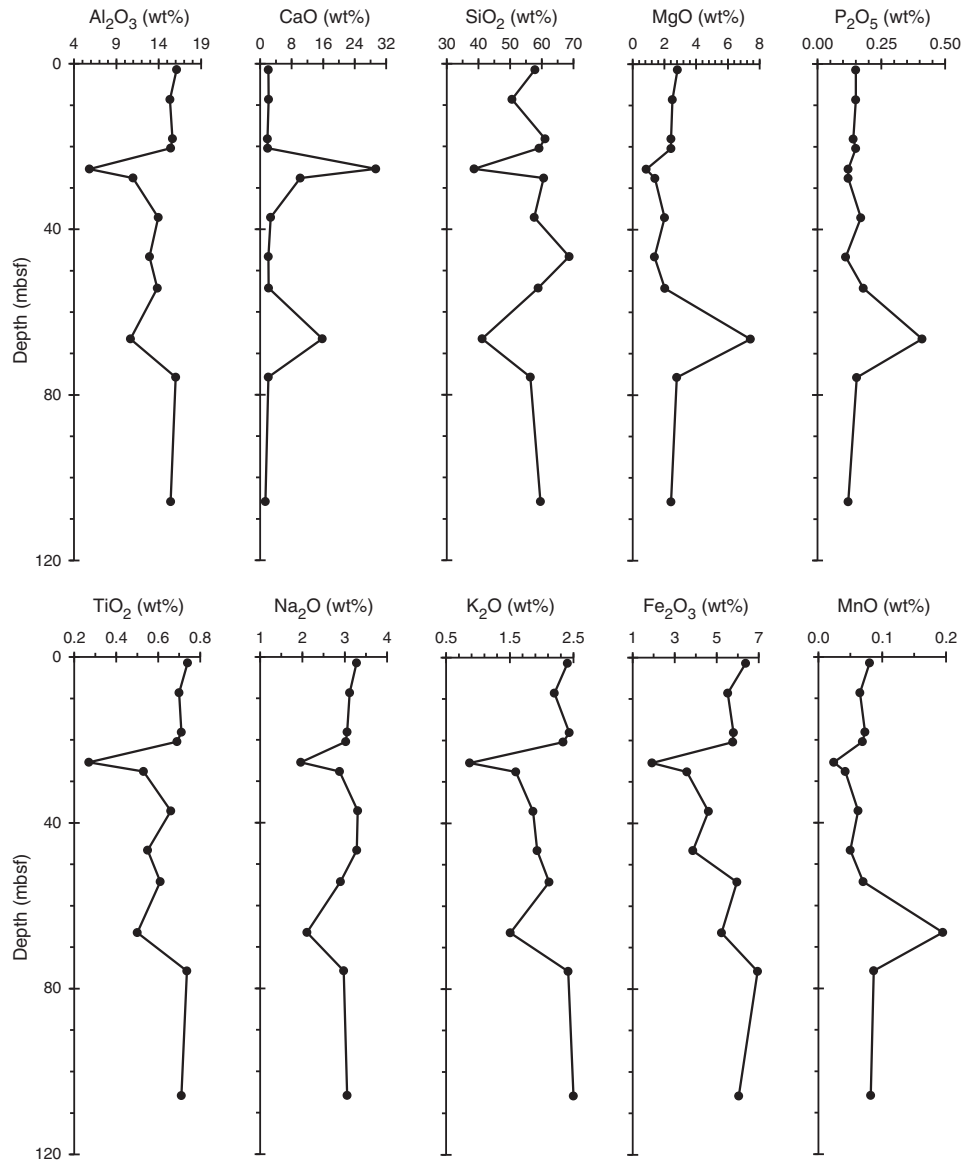 Al₂O₃ (wt%) CaO (wt%) SiO₂ (wt%) MgO (wt%) P₂O₅ (wt%)
4 9 14 19 0 8 16 24 32 30 40 50 60 70 0 2 4 6 8 0.00 0.25 0.50
0
40
Depth (mbsf)
80
120
TiO₂ (wt%) Na₂O (wt%) K₂O (wt%) Fe₂O₃ (wt%) MnO (wt%)
0.2 0.4 0.6 0.8 1 2 3 4 0.5 1.5 2.5 1 3 5 7 0.0 0.1 0.2
0
40
Depth (mbsf)
80
120